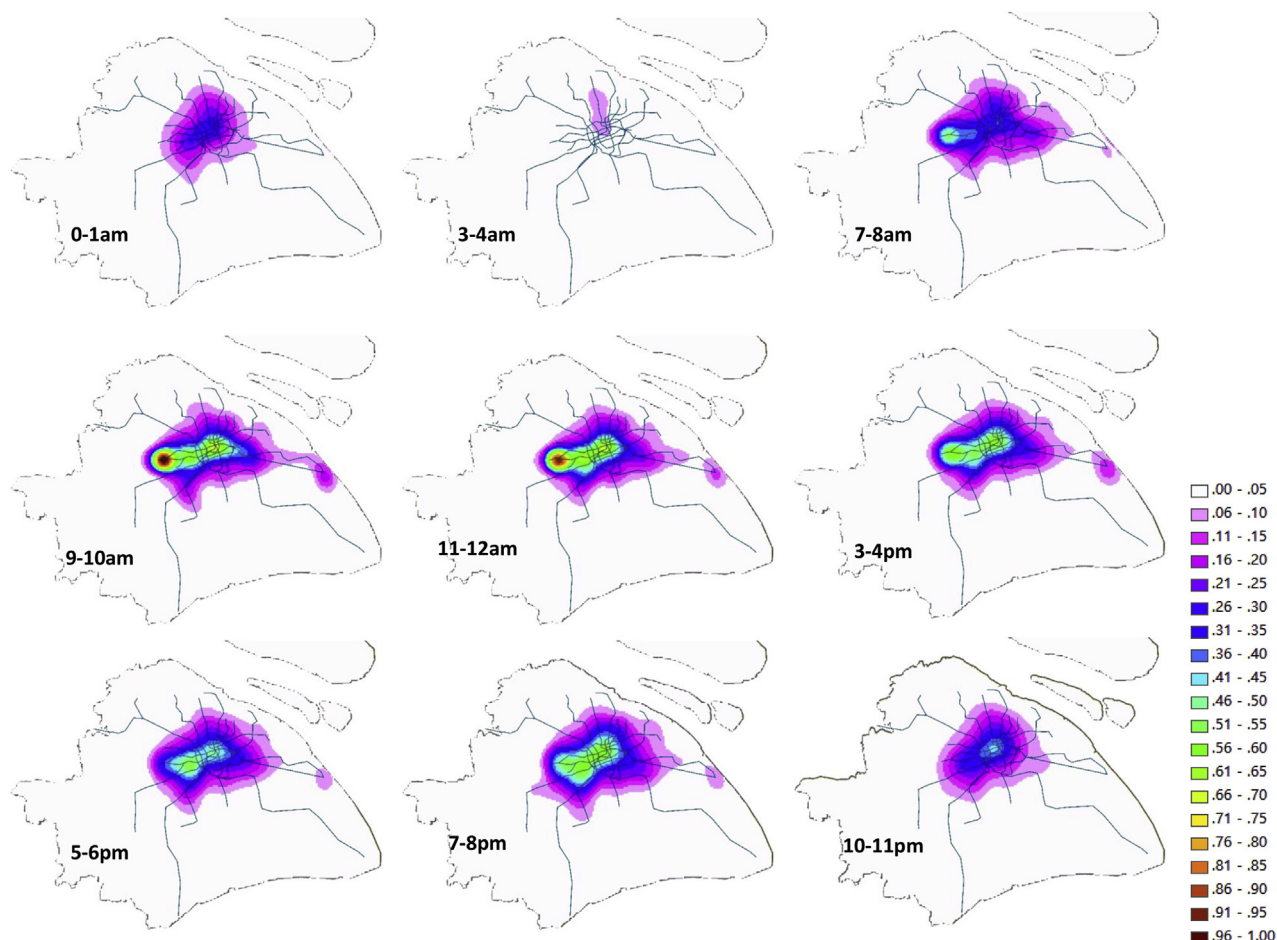 0-1am
3-4am
7-8am
9-10am
11-12am
3-4pm
5-6pm
7-8pm
10-11pm
.00 - .05
.06 - .10
.11 - .15
.16 - .20
.21 - .25
.26 - .30
.31 - .35
.36 - .40
.41 - .45
.46 - .50
.51 - .55
.56 - .60
.61 - .65
.66 - .70
.71 - .75
.76 - .80
.81 - .85
.86 - .90
.91 - .95
.96 - 1.00